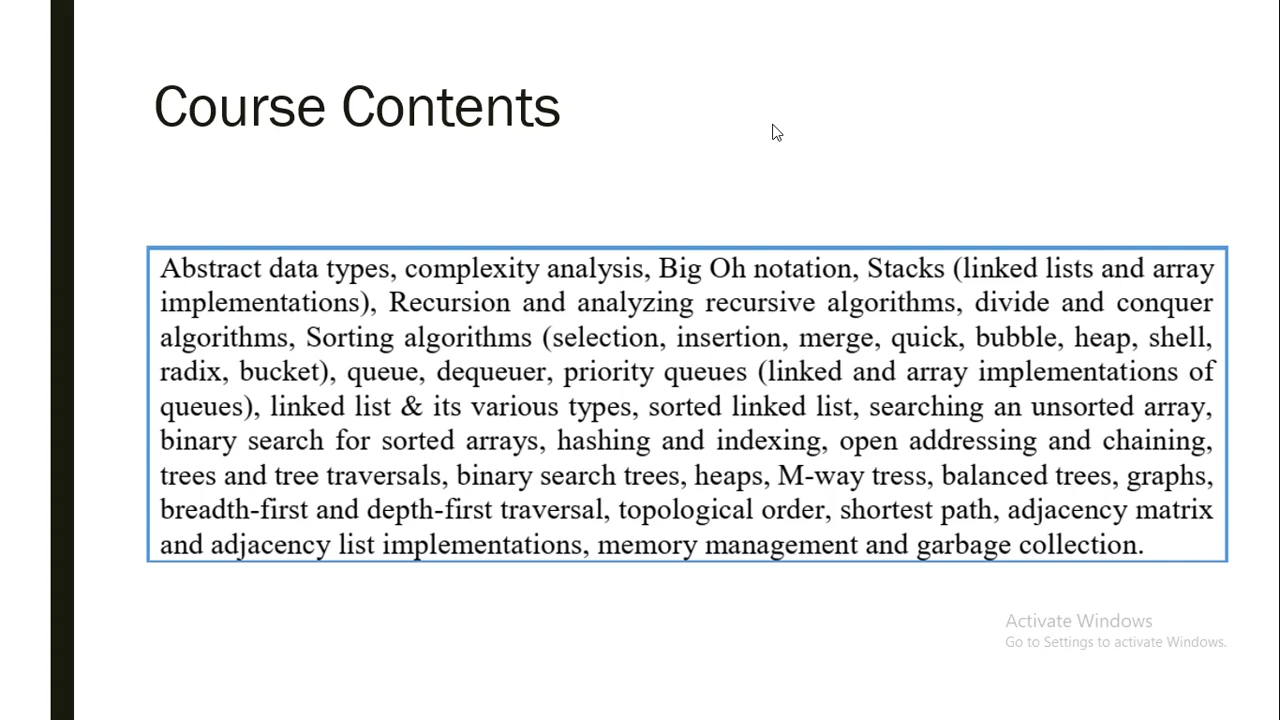 Course Contents
Abstract data types, complexity analysis, Big Oh notation, Stacks (linked lists and array
implementations), Recursion and analyzing recursive algorithms, divide and conquer
algorithms, Sorting algorithms (selection, insertion, merge, quick, bubble, heap, shell,
radix, bucket), queue, dequeuer, priority queues (linked and array implementations of
queues), linked list & its various types, sorted linked list, searching an unsorted array,
binary search for sorted arrays, hashing and indexing, open addressing and chaining,
trees and tree traversals, binary search trees, heaps, M-way tress, balanced trees, graphs,
breadth-first and depth-first traversal, topological order, shortest path, adjacency matrix
and adjacency list implementations, memory management and garbage collection.
Activate Windows
Go to Settings to activate Windows.